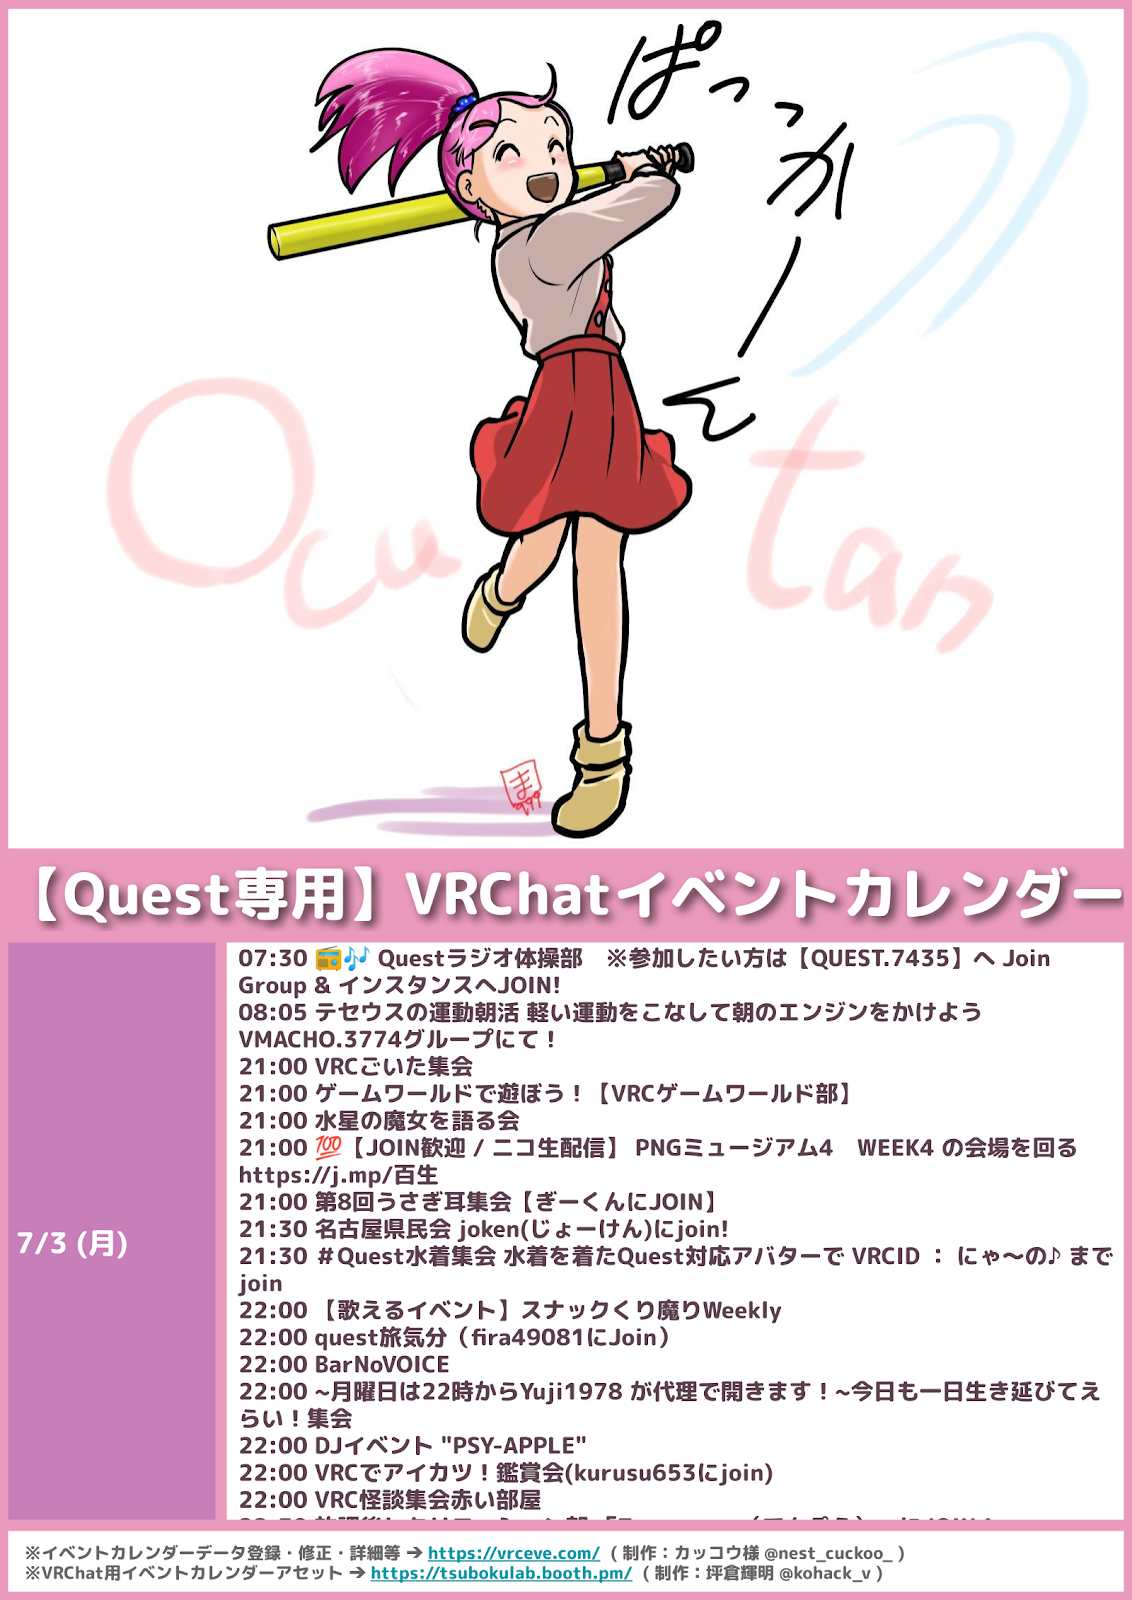 ぱっっかーん
Ocu tan
ま
999
【Quest専用】VRChatイベントカレンダー
7/3 (月)
07:30 📻🎶 Questラジオ体操部　※参加したい方は【QUEST.7435】へ Join
Group & インスタンスへJOIN!
08:05 テセウスの運動朝活 軽い運動をこなして朝のエンジンをかけよう
VMACHO.3774グループにて！
21:00 VRCごいた集会
21:00 ゲームワールドで遊ぼう！【VRCゲームワールド部】
21:00 水星の魔女を語る会
21:00 💯【JOIN歓迎 / ニコ生配信】 PNGミュージアム4　WEEK4 の会場を回る
https://j.mp/百生
21:00 第8回うさぎ耳集会【ぎーくんにJOIN】
21:30 名古屋県民会 joken(じょーけん)にjoin!
21:30 ＃Quest水着集会 水着を着たQuest対応アバターで VRCID ： にゃ〜の♪ まで
join
22:00 【歌えるイベント】スナックくり魔りWeekly
22:00 quest旅気分（fira49081にJoin）
22:00 BarNoVOICE
22:00 ~月曜日は22時からYuji1978 が代理で開きます！~今日も一日生き延びてえ
らい！集会
22:00 DJイベント "PSY-APPLE"
22:00 VRCでアイカツ！鑑賞会(kurusu653にjoin)
22:00 VRC怪談集会赤い部屋
※イベントカレンダーデータ登録・修正・詳細等 ➔ https://vrceve.com/ （制作：カッコウ様 @nest_cuckoo_ ）
※VRChat用イベントカレンダーアセット ➔ https://tsubokulab.booth.pm/ （制作：坪倉輝明 @kohack_v ）